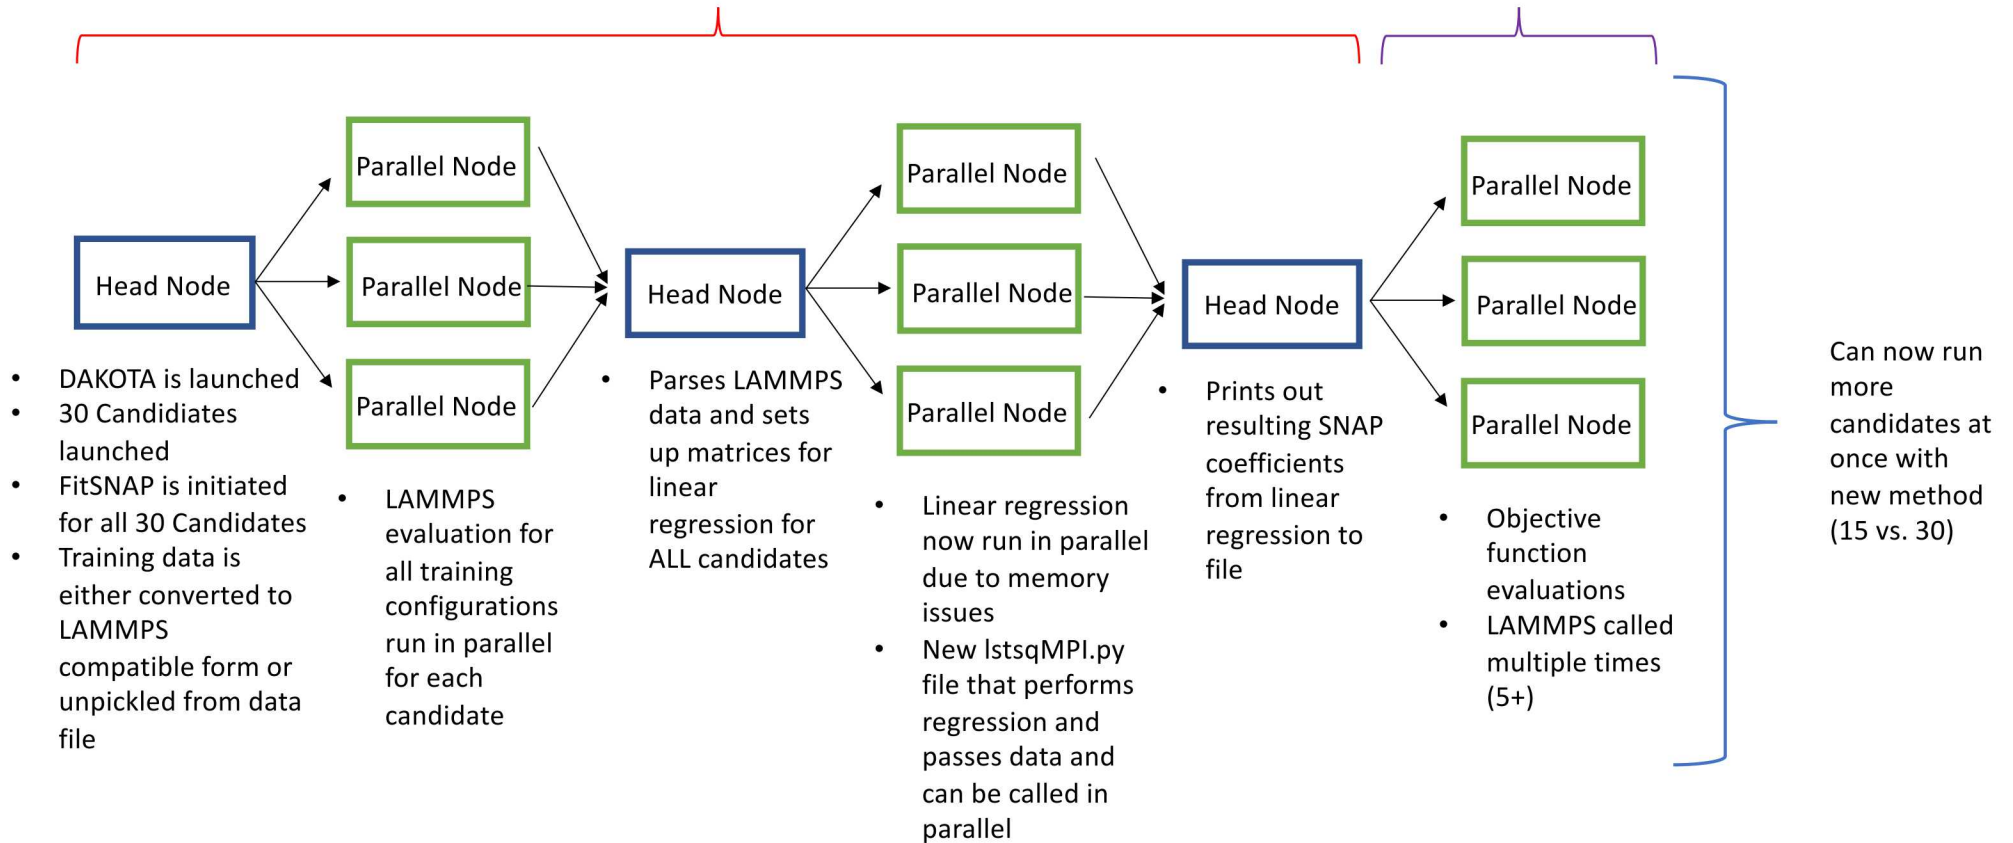 Parallel Node
Parallel Node
Parallel Node
Head Node
• DAKOTA is launched
• 30 Candidiates
launched
• FitSNAP is initiated
for all 30 Candidates
• Training data is
either converted to
LAMMPS
compatible form or
unpickled from data
file
• LAMMPS
evaluation for
all training
configurations
run in parallel
for each
candidate
Head Node
• Parses LAMMPS
data and sets
up matrices for
linear
regression for
ALL candidates
Parallel Node
Parallel Node
Parallel Node
• Linear regression
now run in parallel
due to memory
issues
• New lstsqMPI.py
file that performs
regression and
passes data and
can be called in
parallel
Head Node
• Prints out
resulting SNAP
coefficients
from linear
regression to
file
Parallel Node
Parallel Node
Parallel Node
• Objective
function
evaluations
• LAMMPS called
multiple times
(5+)
Can now run
more
candidates at
once with
new method
(15 vs. 30)